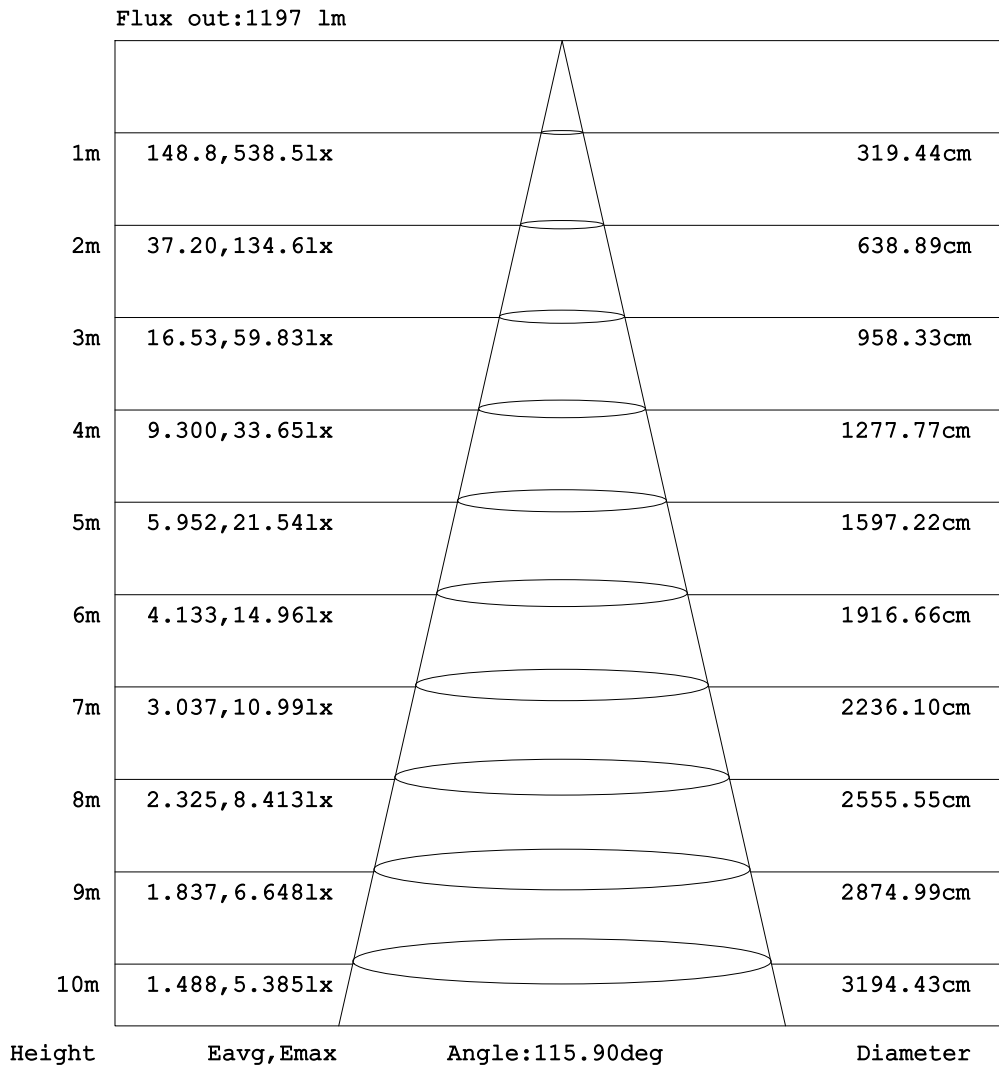 Flux out:1197 lm
1m 148.8,538.5lx 319.44cm
2m 37.20,134.6lx 638.89cm
3m 16.53,59.83lx 958.33cm
4m 9.300,33.65lx 1277.77cm
5m 5.952,21.54lx 1597.22cm
6m 4.133,14.96lx 1916.66cm
7m 3.037,10.99lx 2236.10cm
8m 2.325,8.413lx 2555.55cm
9m 1.837,6.648lx 2874.99cm
10m 1.488,5.385lx 3194.43cm
Height Eavg,Emax Angle:115.90deg Diameter